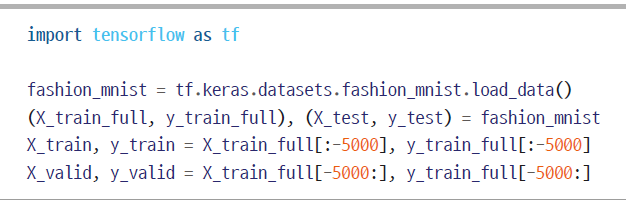 import tensorflow as tf
fashion_mnist = tf.keras.datasets.fashion_mnist.load_data()
(X_train_full, y_train_full), (X_test, y_test) = fashion_mnist
X_train, y_train = X_train_full[:-5000], y_train_full[:-5000]
X_valid, y_valid = X_train_full[-5000:], y_train_full[-5000:]